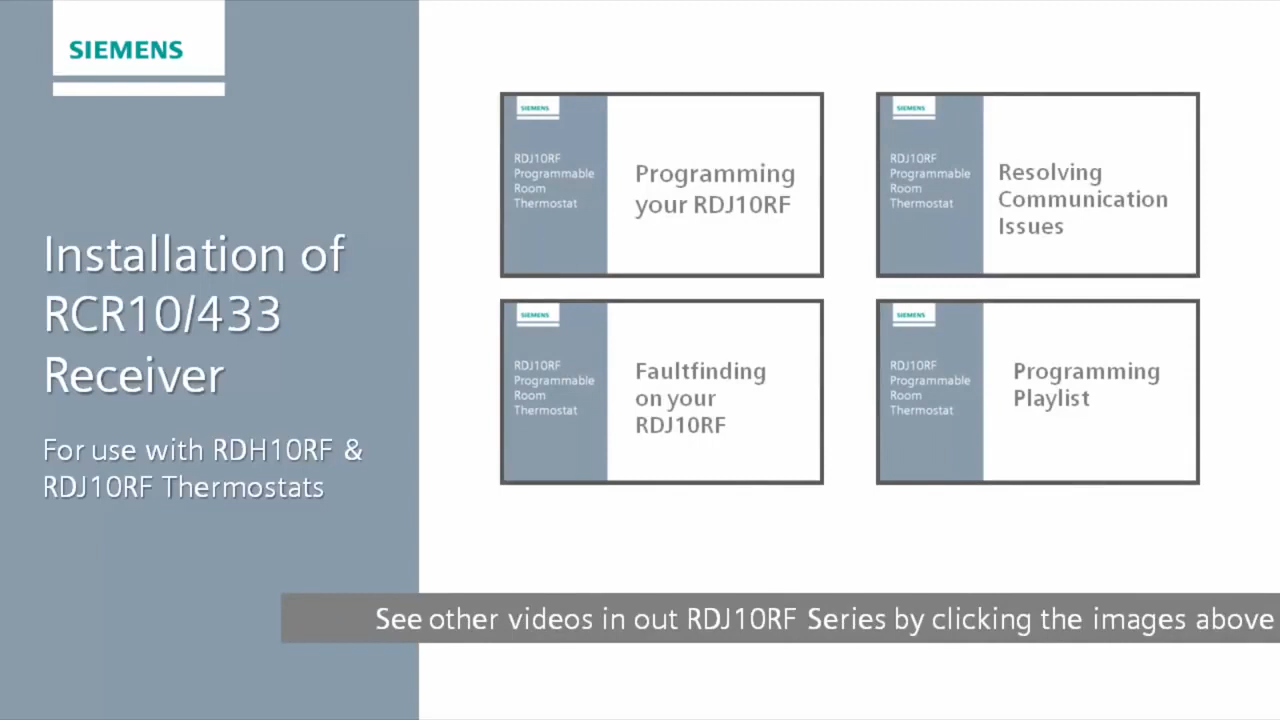 SIEMENS
Installation of
RCR10/433
Receiver
For use with RDH10RF &
RDJ10RF Thermostats
SIEMENS
RDJ10RF
Programmable
Room
Thermostat
Programming
your RDJ10RF
SIEMENS
RDJ10RF
Programmable
Room
Thermostat
Resolving
Communication
Issues
SIEMENS
RDJ10RF
Programmable
Room
Thermostat
Faultfinding
on your
RDJ10RF
SIEMENS
RDJ10RF
Programmable
Room
Thermostat
Programming
Playlist
See other videos in out RDJ10RF Series by clicking the images above